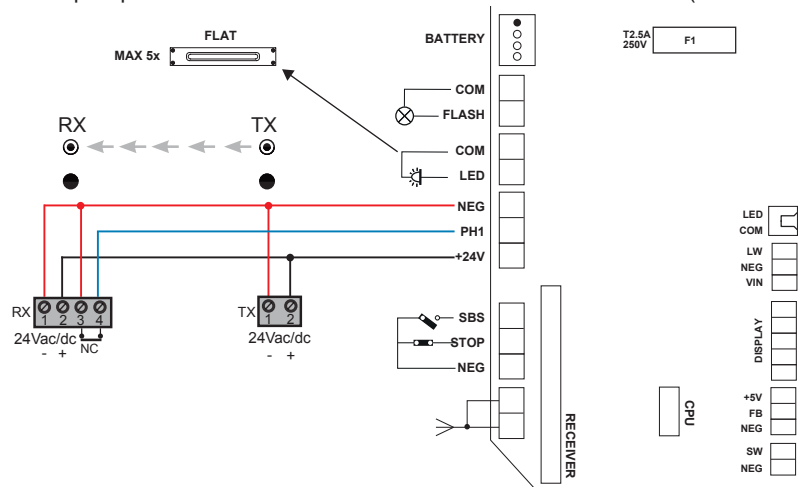 FLAT
MAX 5x
BATTERY
T2.5A
250V
F1
COM
FLASH
RX
TX
COM
LED
NEG
PH1
+24V
LED
COM
LW
NEG
VIN
RX
1 2 3 4
24Vac/dc
- +
NC
TX
1 2
24Vac/dc
- +
SBS
STOP
NEG
DISPLAY
RECEIVER
CPU
+5V
FB
NEG
SW
NEG